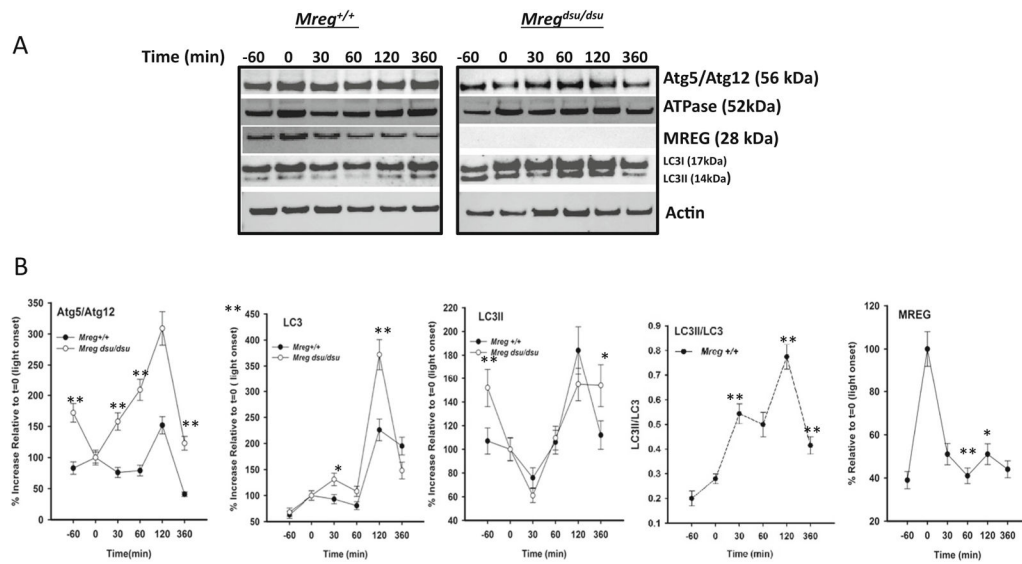 Mreg+/+
Mregdsu/dsu
A
Time (min)
-60 0 30 60 120 360
-60 0 30 60 120 360
Atg5/Atg12 (56 kDa)
ATPase (52kDa)
MREG (28 kDa)
LC3I (17kDa)
LC3II (14kDa)
Actin
B
Atg5/Atg12
Mreg+/+
Mreg dsu/dsu
% Increase Relative to t=0 (light onset)
350
300
250
200
150
100
50
0
** ** ** **
-60 0 30 60 120 360
Time(min)
**
LC3
Mreg+/+
Mreg dsu/dsu
% Increase Relative to t=0 ( light onset)
450
400
350
300
250
200
150
100
50
* **
-60 0 30 60 120 360
Time(min)
LC3II
Mreg+/+
Mreg dsu/dsu
% Increase Relative to t=0 (light onset)
220
200
180
160
140
120
100
80
60
40
** *
-60 0 30 60 120 360
Time(min)
LC3II/LC3
Mreg +/+
LC3II/LC3
0.9
0.8
0.7
0.6
0.5
0.4
0.3
0.2
0.1
** ** **
-60 0 30 60 120 360
Time(min)
MREG
% Relative to t=0 (light onset)
120
100
80
60
40
20
** *
-60 0 30 60 120 360
Time (min)